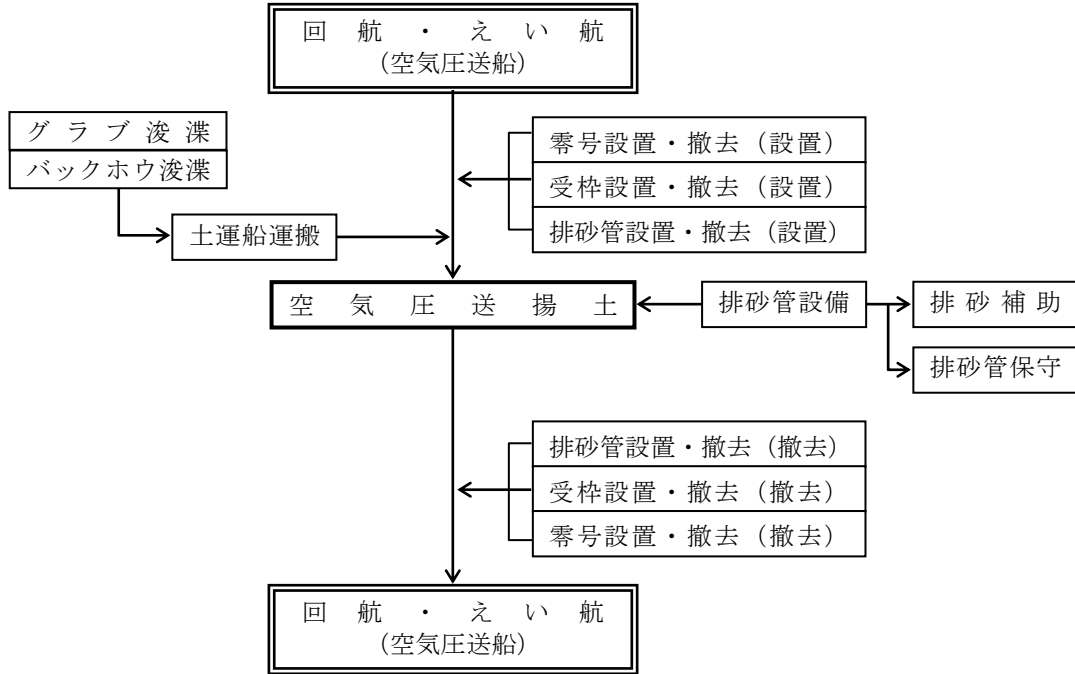 回航・えい航
(空気圧送船)
グラブ浚渫
バックホウ浚渫
零号設置・撤去(設置)
受枠設置・撤去(設置)
排砂管設置・撤去(設置)
土運船運搬
空気圧送揚土
排砂管設備
排砂補助
排砂管保守
排砂管設置・撤去(撤去)
受枠設置・撤去(撤去)
零号設置・撤去(撤去)
回航・えい航
(空気圧送船)